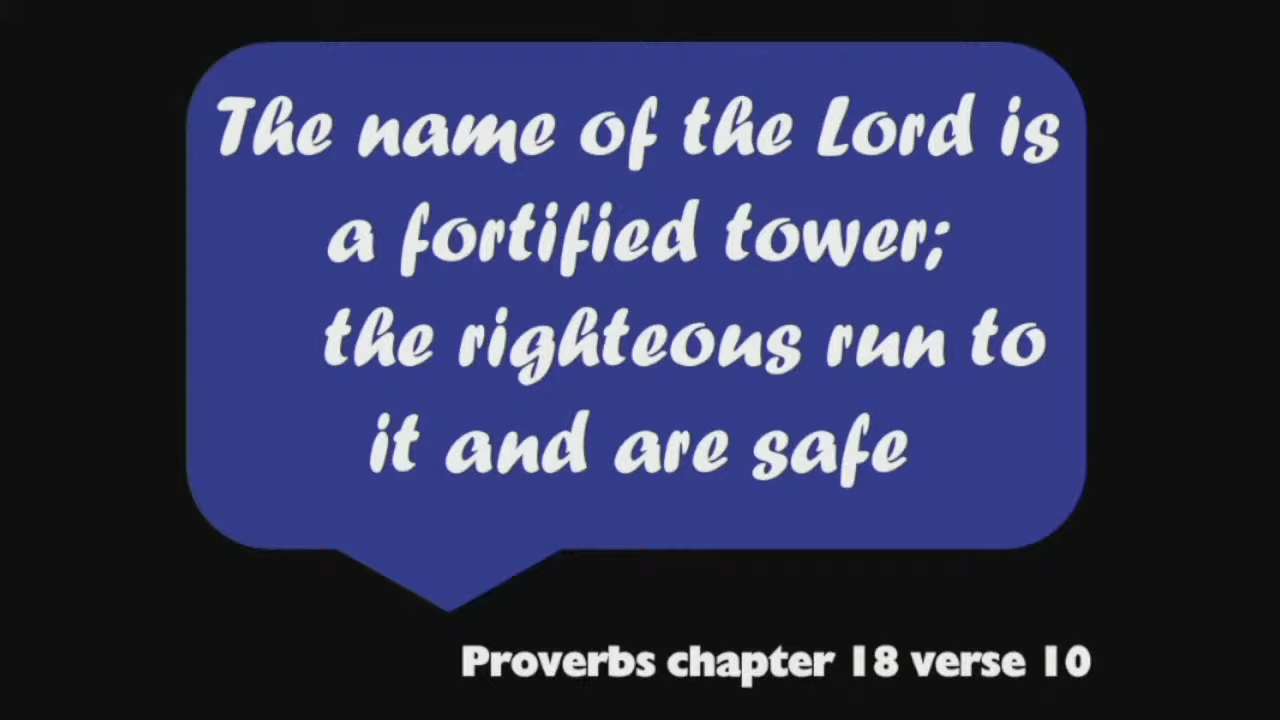 The name of the Lord is
a fortified tower;
the righteous run to
it and are safe
Proverbs chapter 18 verse 10